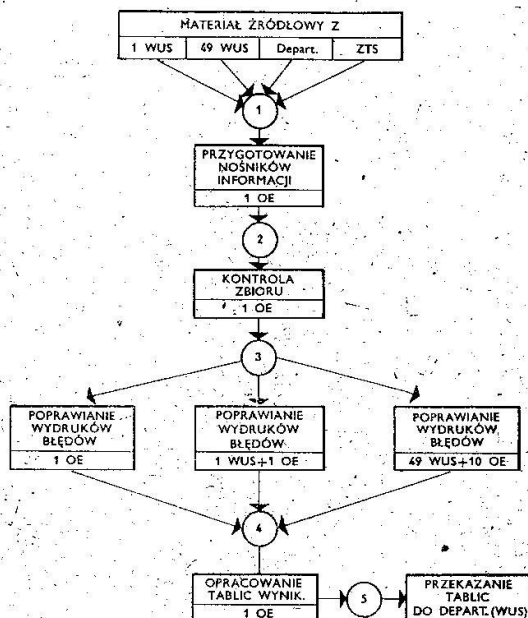 MATERIAŁ ŹRÓDŁOWY Z
1 WUS 49 WUS Depart. ZTS
1
PRZYGOTOWANIE
NOŚNIKÓW
INFORMACJI
1 OE
2
KONTROLA
ZBIORU
1 OE
3
POPRAWIANIE
WYDRUKÓW
BŁĘDÓW
1 OE
POPRAWIANIE
WYDRUKÓW
BŁĘDÓW
1 WUS+1 OE
POPRAWIANIE
WYDRUKÓW
BŁĘDÓW
49 WUS+10 OE
4
OPRACOWANIE
TABLIC WYNIK.
1 OE
5
PRZEKAZANIE
TABLIC
DO DEPART.(WUS)